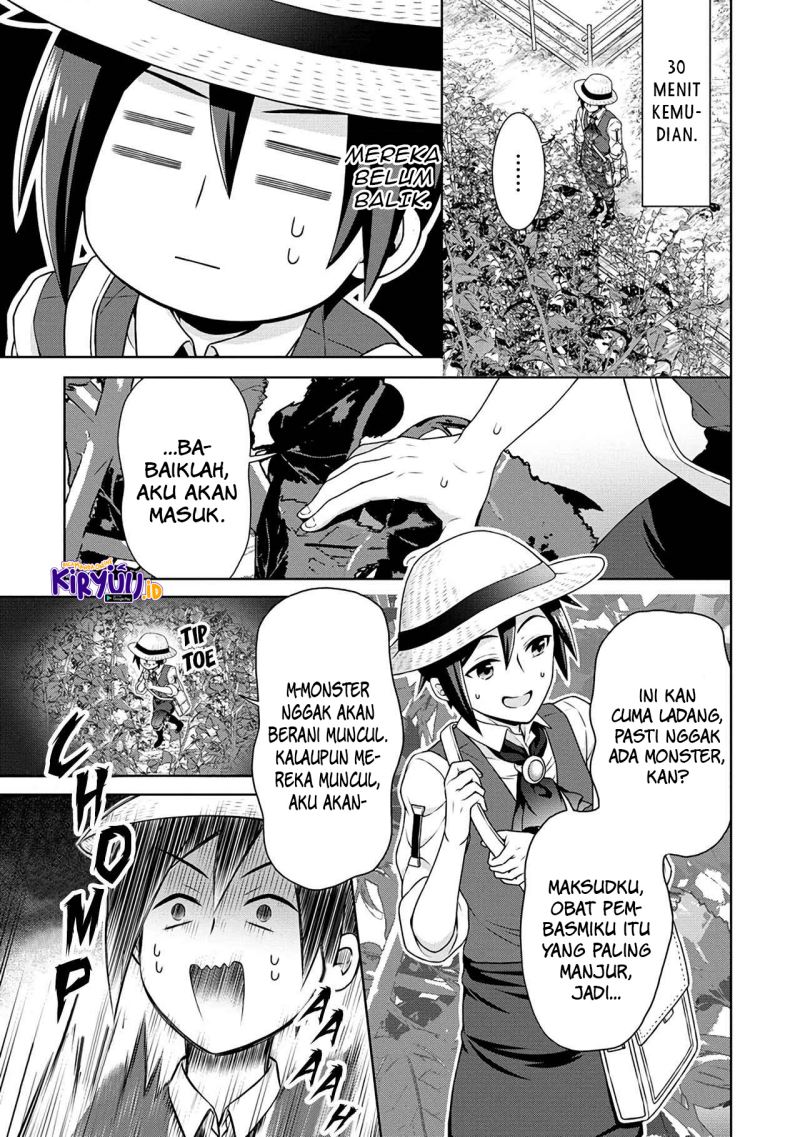 30
MENIT
KEMU-
DIAN.
......
MEREKA
BELUM
BALIK.
...BA-
BAIKLAH,
AKU AKAN
MASUK.
KIRYUU.ID
INI KAN
CUMA LADANG,
PASTI NGGAK
ADA MONSTER,
KAN?
MAKSUDKU,
OBAT PEM-
BASMIKU ITU
YANG PALING
MANJUR,
JADI...
TIP
TOE
M-MONSTER
NGGAK AKAN
BERANI MUNCUL.
KALAUPUN ME-
REKA MUNCUL,
AKU AKAN-
CHOMP
AAAAAH